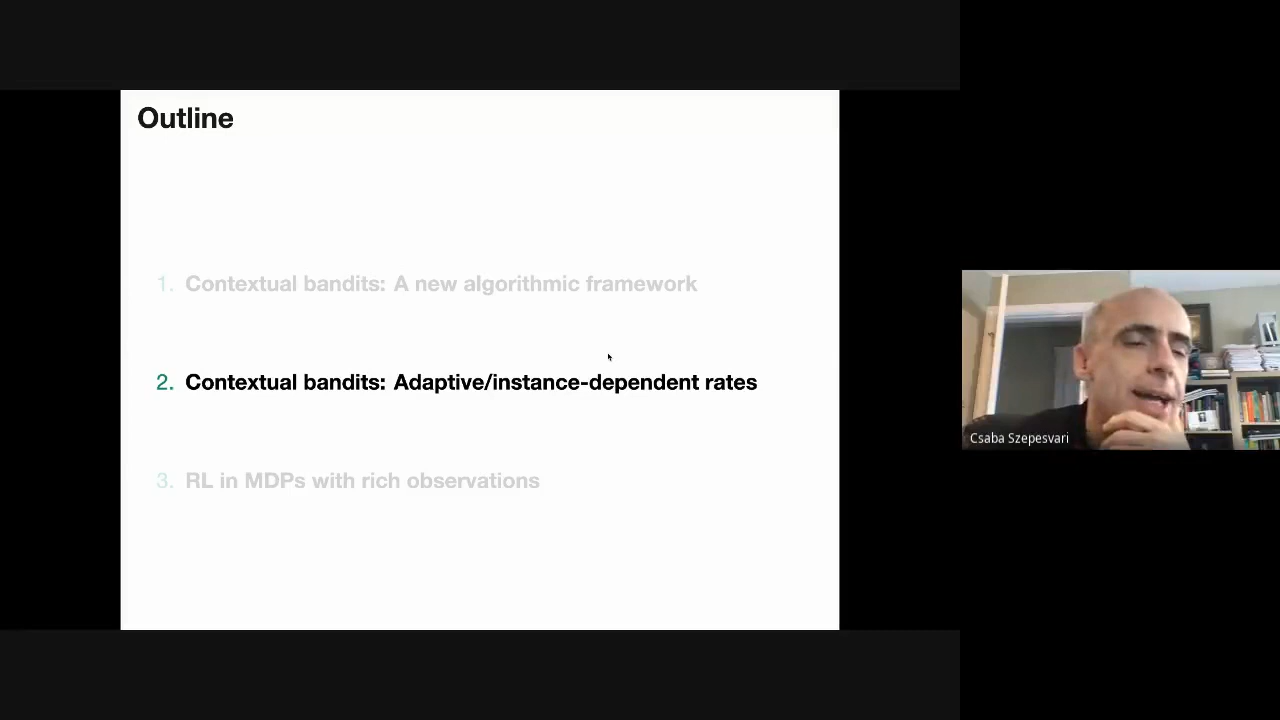 Outline
1. Contextual bandits: A new algorithmic framework
2. Contextual bandits: Adaptive/instance-dependent rates
3. RL in MDPs with rich observations
Csaba Szepesvari